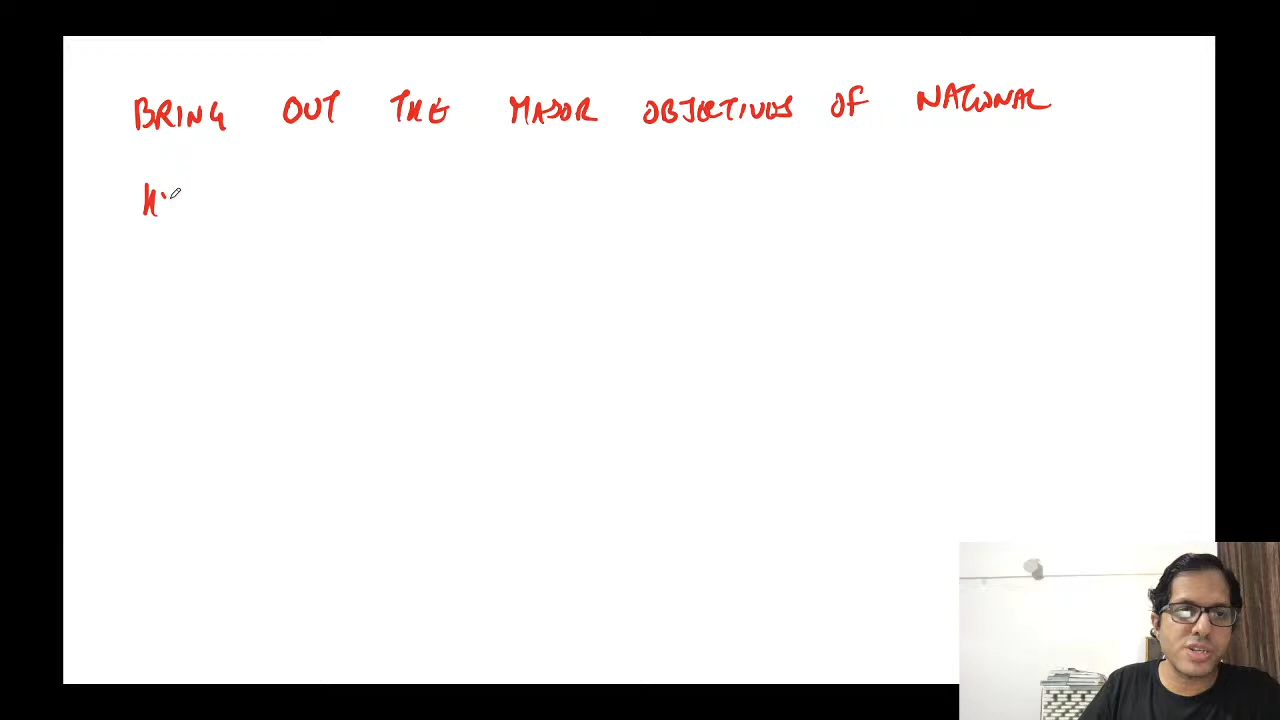 BRING OUT THE MAJOR OBJECTIVES OF NATIONAL